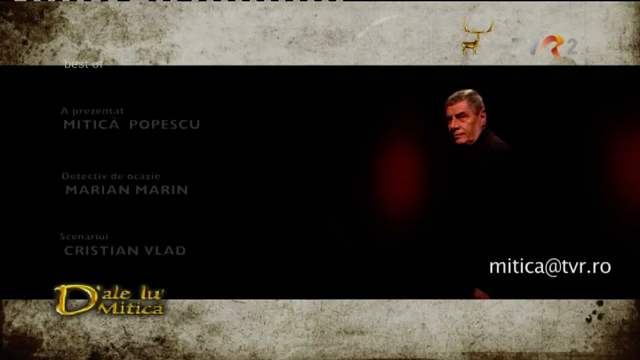 TVR2
best of
A prezentat
MITICĂ POPESCU
Detectiv de ocazie
MARIAN MARIN
Scenariul
CRISTIAN VLAD
mitica@tvr.ro
D'ale lu'
Mitica